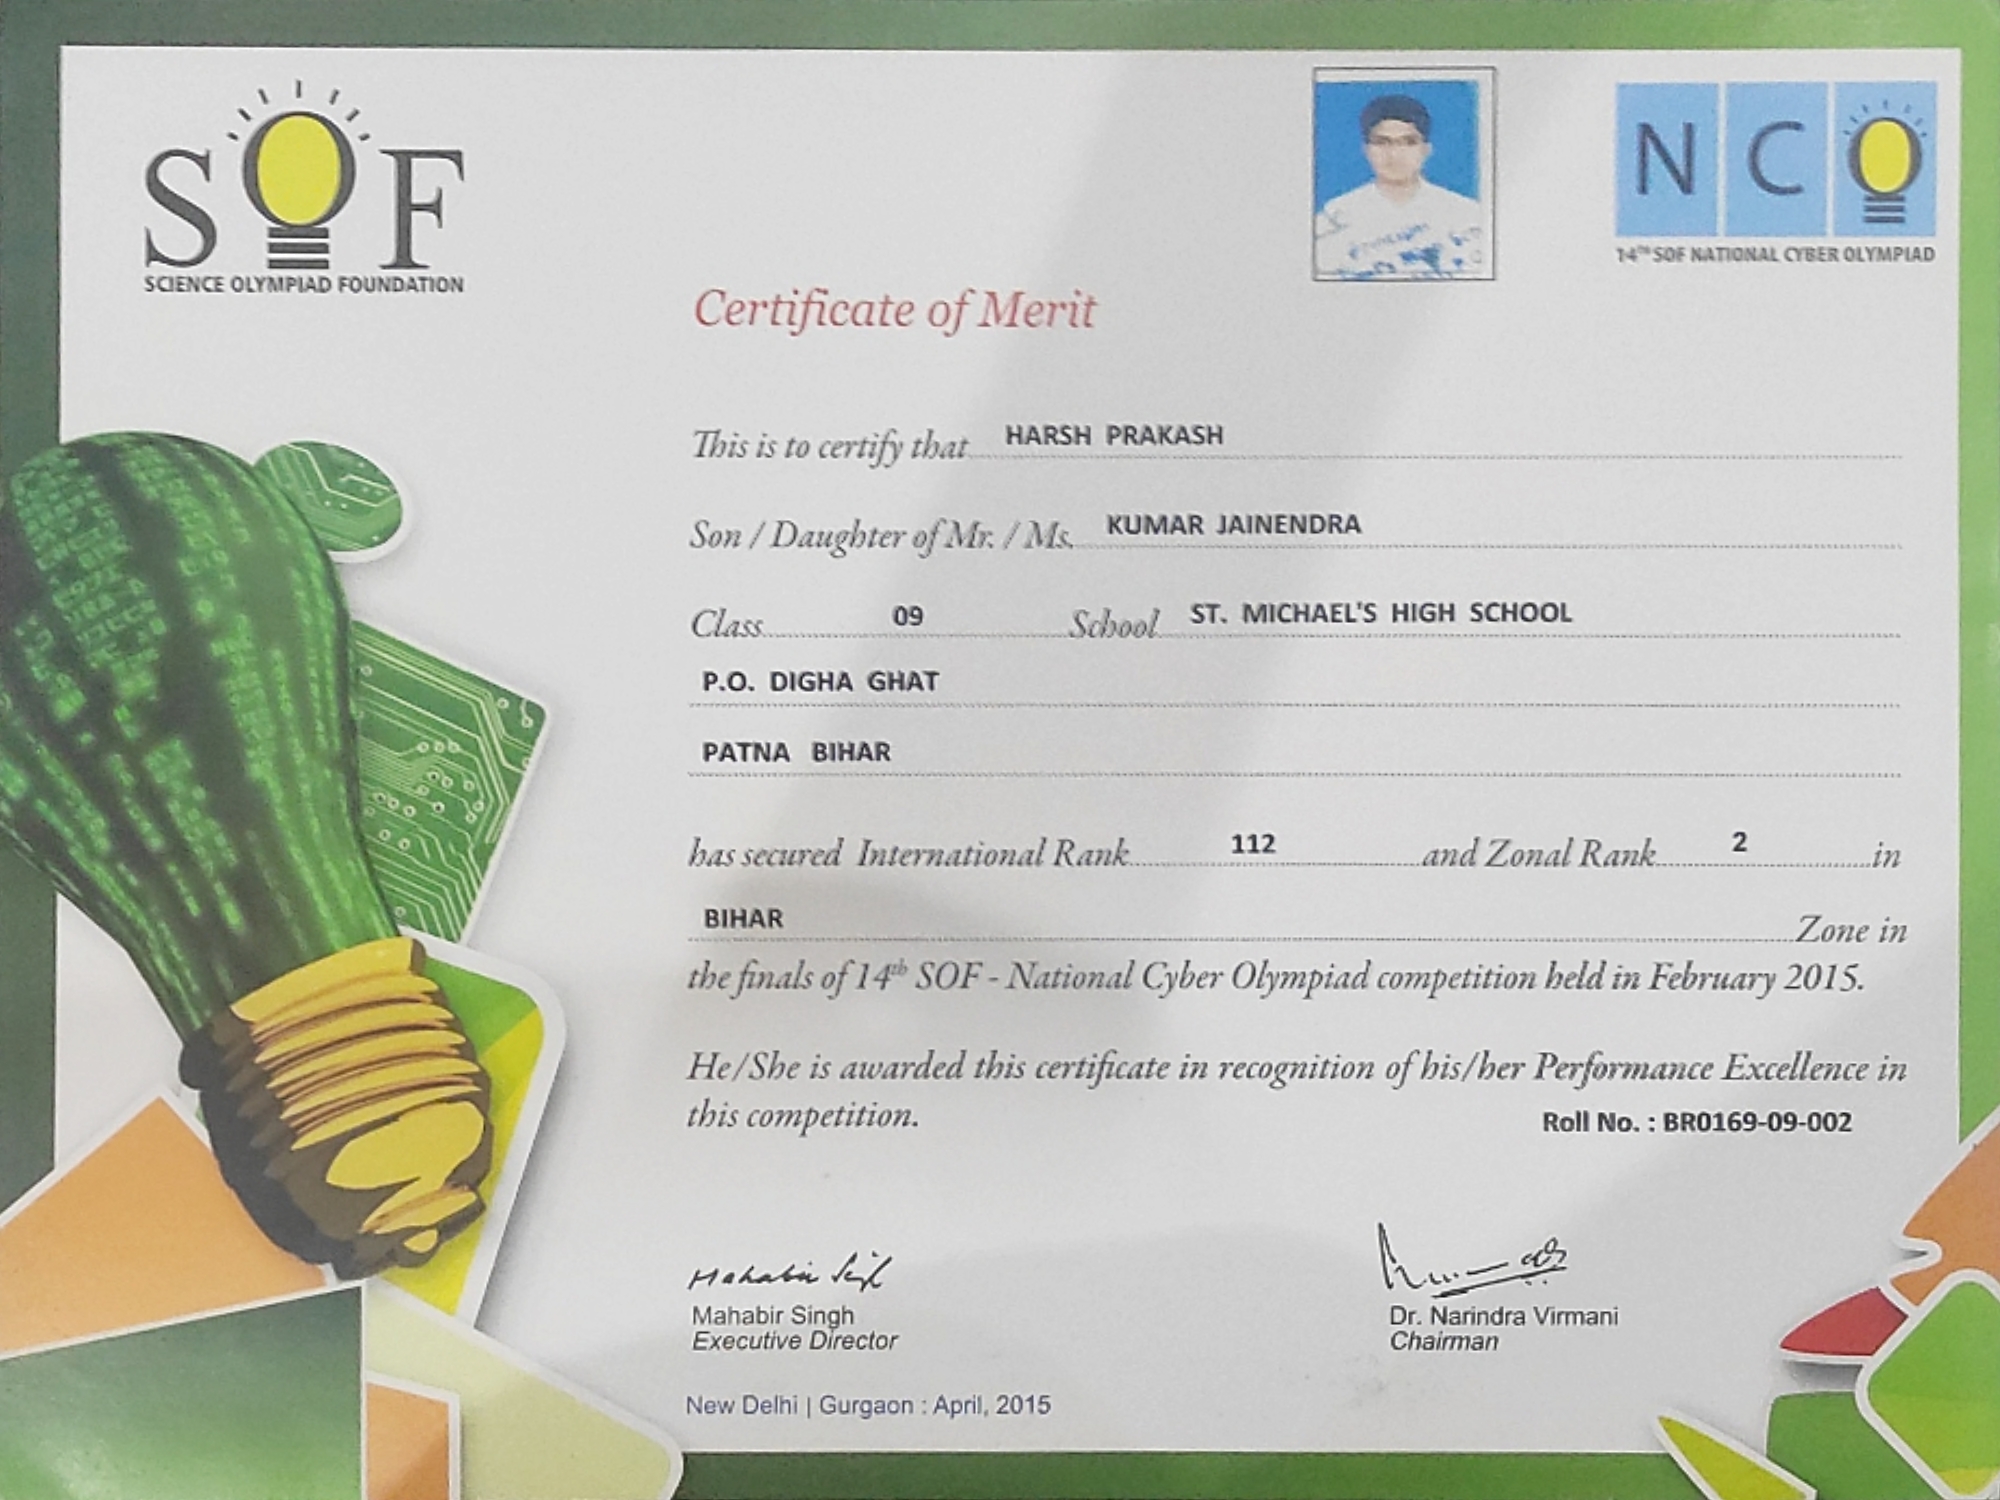 SOF
SCIENCE OLYMPIAD FOUNDATION
NCO
14TH SOF NATIONAL CYBER OLYMPIAD
Certificate of Merit
This is to certify that HARSH PRAKASH
Son / Daughter of Mr. / Ms. KUMAR JAINENDRA
Class 09 School ST. MICHAEL'S HIGH SCHOOL
P.O. DIGHA GHAT
PATNA BIHAR
has secured International Rank 112 and Zonal Rank 2 in
BIHAR Zone in
the finals of 14th SOF - National Cyber Olympiad competition held in February 2015.
He/She is awarded this certificate in recognition of his/her Performance Excellence in
this competition.
Roll No. : BR0169-09-002
Mahabir Singh
Mahabir Singh
Executive Director
Dr. Narindra Virmani
Chairman
New Delhi | Gurgaon : April, 2015